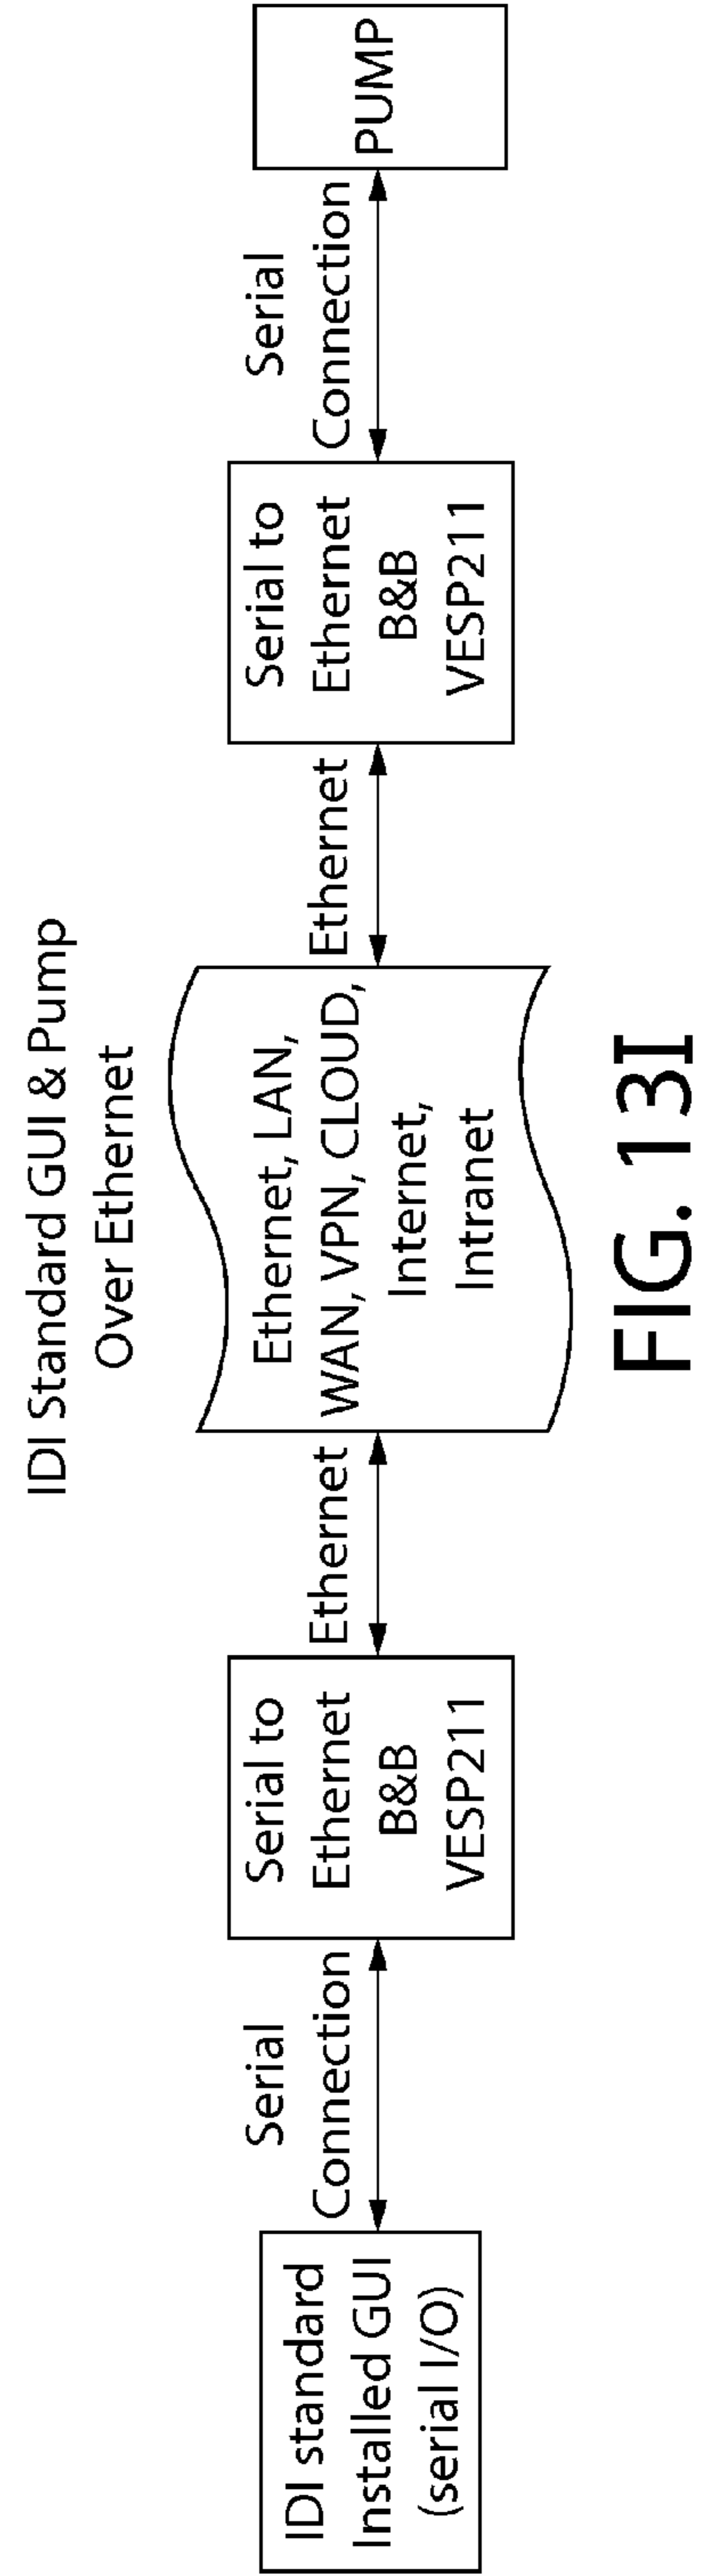 IDI Standard GUI & Pump
Over Ethernet
IDI standard
Installed GUI
(serial I/O)
Serial
Connection
Serial to
Ethernet
B&B
VESP211
Ethernet
Ethernet, LAN,
WAN, VPN, CLOUD,
Internet,
Intranet
Ethernet
Serial to
Ethernet
B&B
VESP211
Serial
Connection
PUMP
FIG. 13I